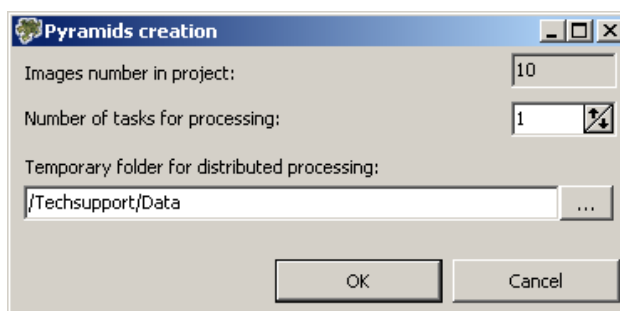 Pyramids creation
Images number in project: 10
Number of tasks for processing: 1
Temporary folder for distributed processing:
/Techsupport/Data ...
OK Cancel